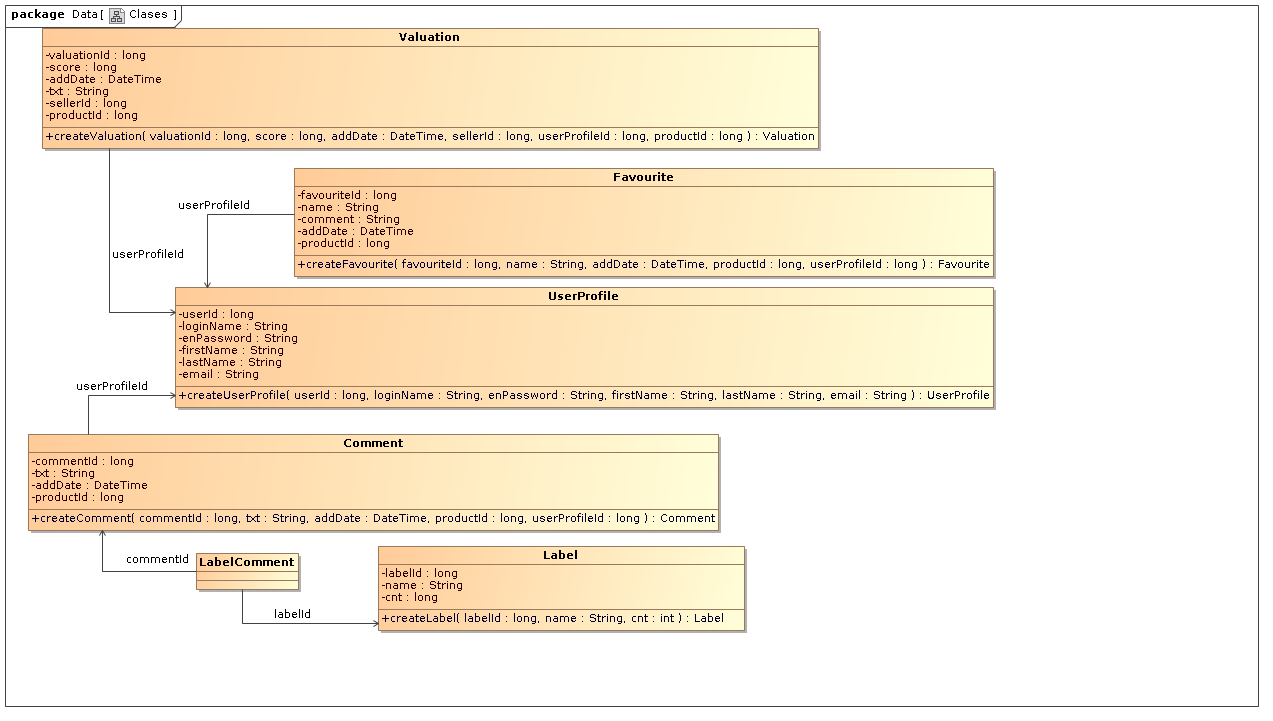 package Data[ Clases ]
Valuation
-valuationId : long
-score : long
-addDate : DateTime
-txt : String
-sellerId : long
-productId : long
+createValuation( valuationId : long, score : long, addDate : DateTime, sellerId : long, userProfileId : long, productId : long ) : Valuation
Favourite
-favouriteId : long
-name : String
-comment : String
-addDate : DateTime
-productId : long
+createFavourite( favouriteId : long, name : String, addDate : DateTime, productId : long, userProfileId : long ) : Favourite
userProfileId
userProfileId
UserProfile
-userId : long
-loginName : String
-enPassword : String
-firstName : String
-lastName : String
-email : String
+createUserProfile( userId : long, loginName : String, enPassword : String, firstName : String, lastName : String, email : String ) : UserProfile
userProfileId
Comment
-commentId : long
-txt : String
-addDate : DateTime
-productId : long
+createComment( commentId : long, txt : String, addDate : DateTime, productId : long, userProfileId : long ) : Comment
commentId
LabelComment
labelId
Label
-labelId : long
-name : String
-cnt : long
+createLabel( labelId : long, name : String, cnt : int ) : Label